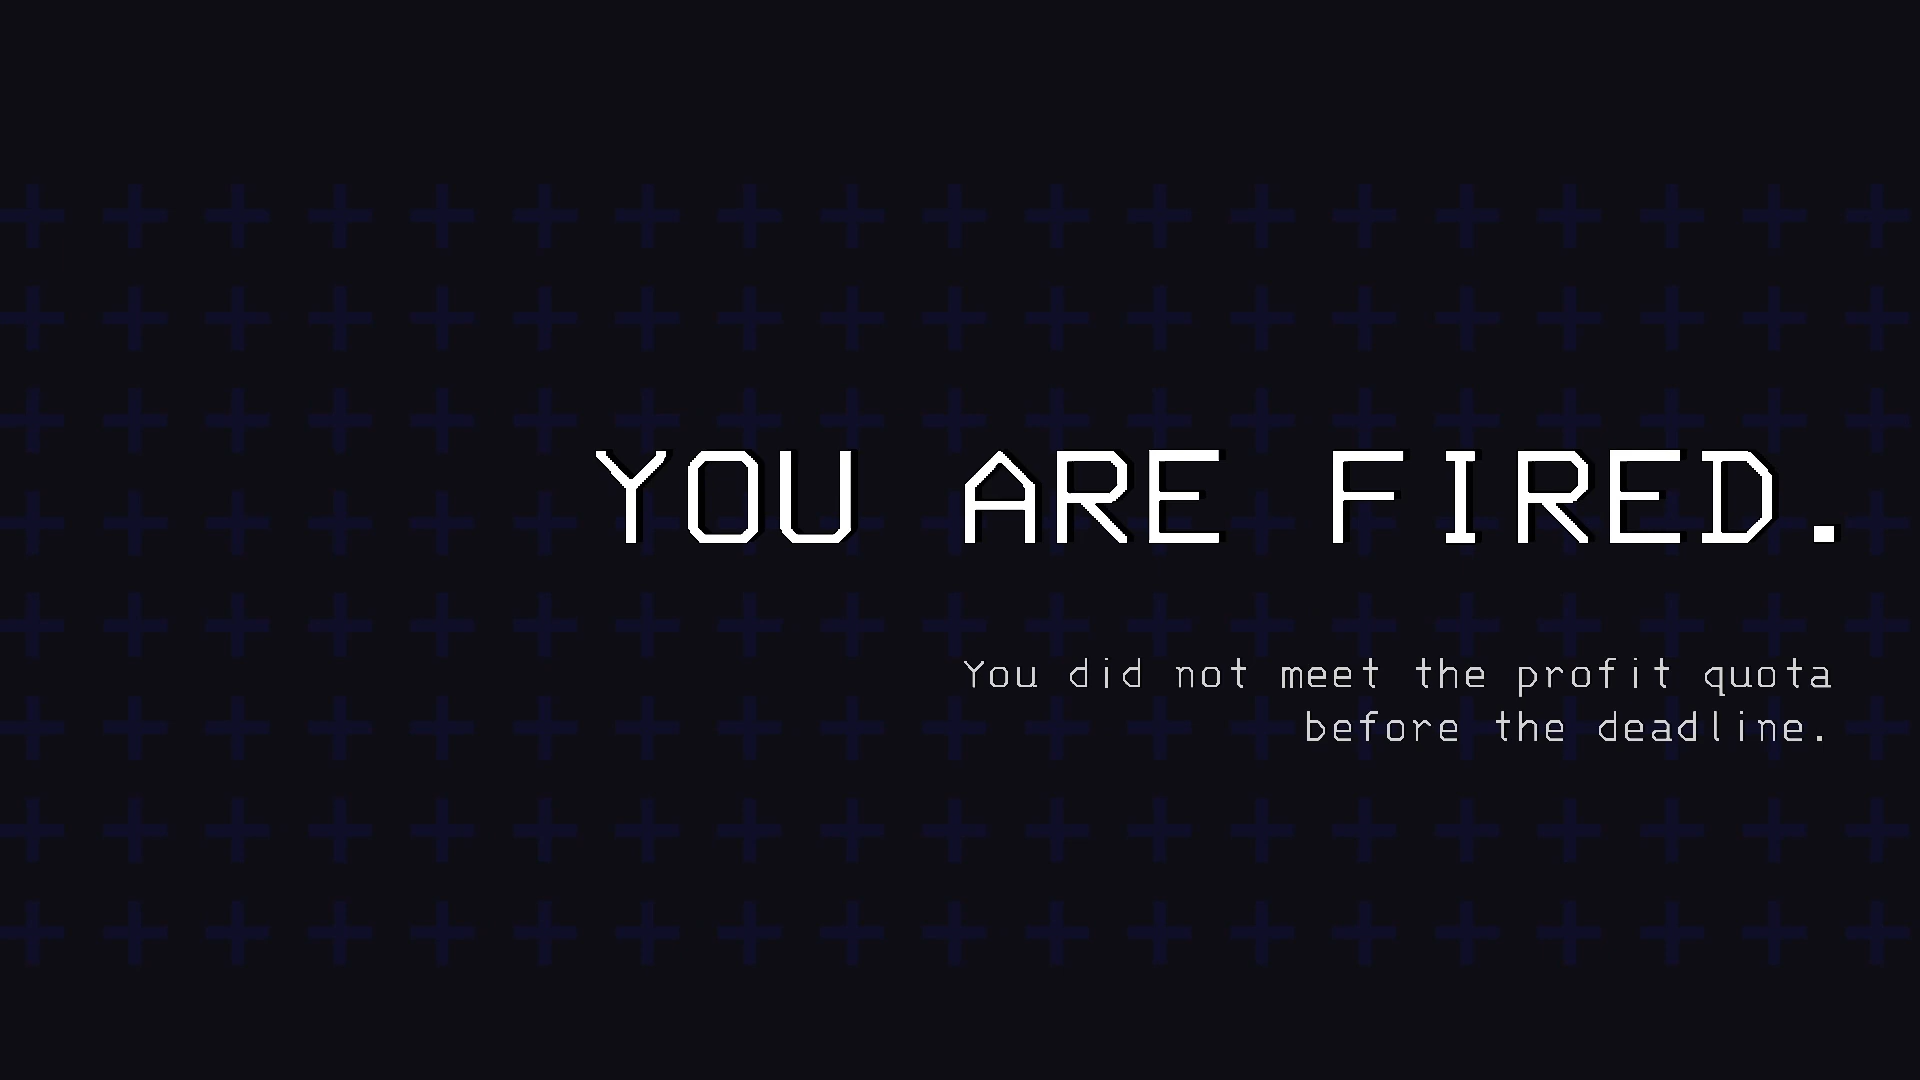 YOU ARE FIRED.
You did not meet the profit quota
before the deadline.